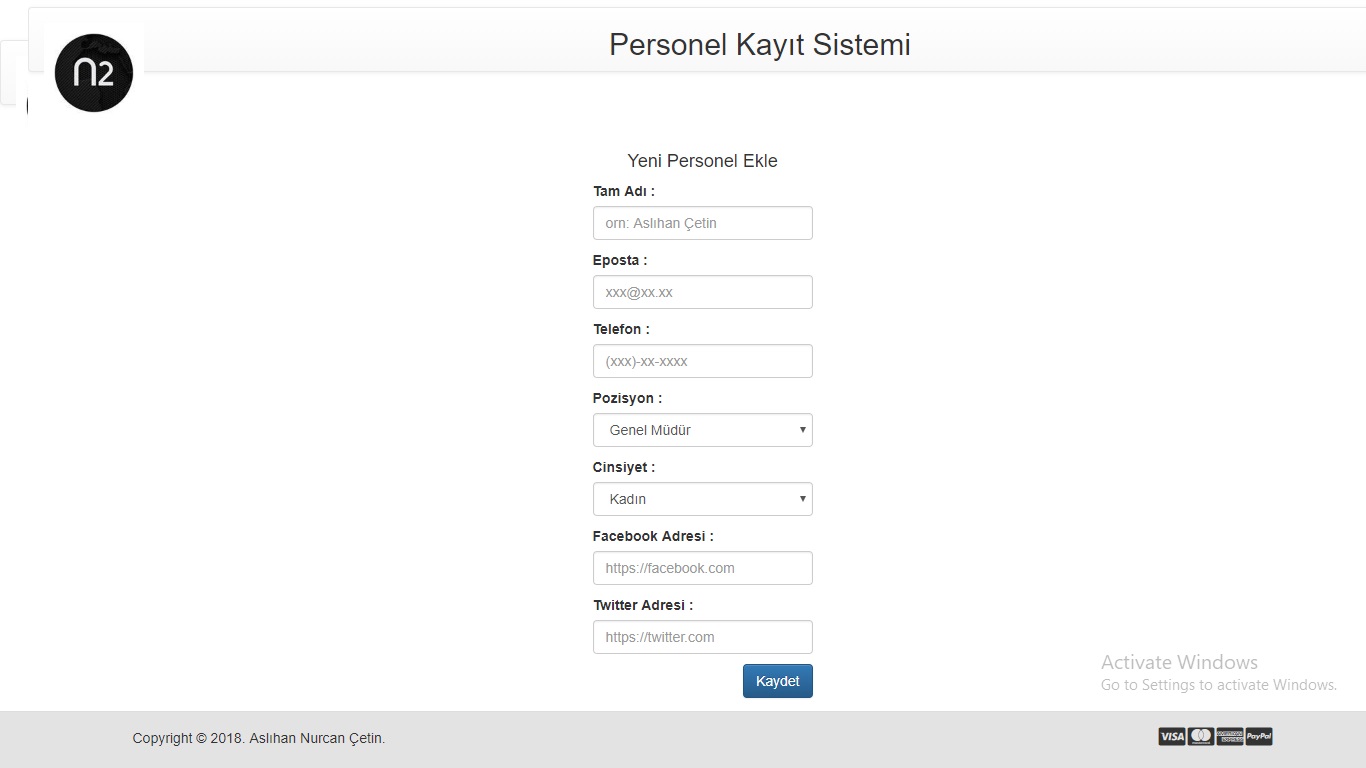 Personel Kayıt Sistemi
n2
Yeni Personel Ekle
Tam Adı :
orn: Aslıhan Çetin
Eposta :
xxx@xx.xx
Telefon :
(xxx)-xx-xxxx
Pozisyon :
Genel Müdür
Cinsiyet :
Kadın
Facebook Adresi :
https://facebook.com
Twitter Adresi :
https://twitter.com
Kaydet
Activate Windows
Go to Settings to activate Windows.
Copyright © 2018. Aslıhan Nurcan Çetin.
VISA PayPal